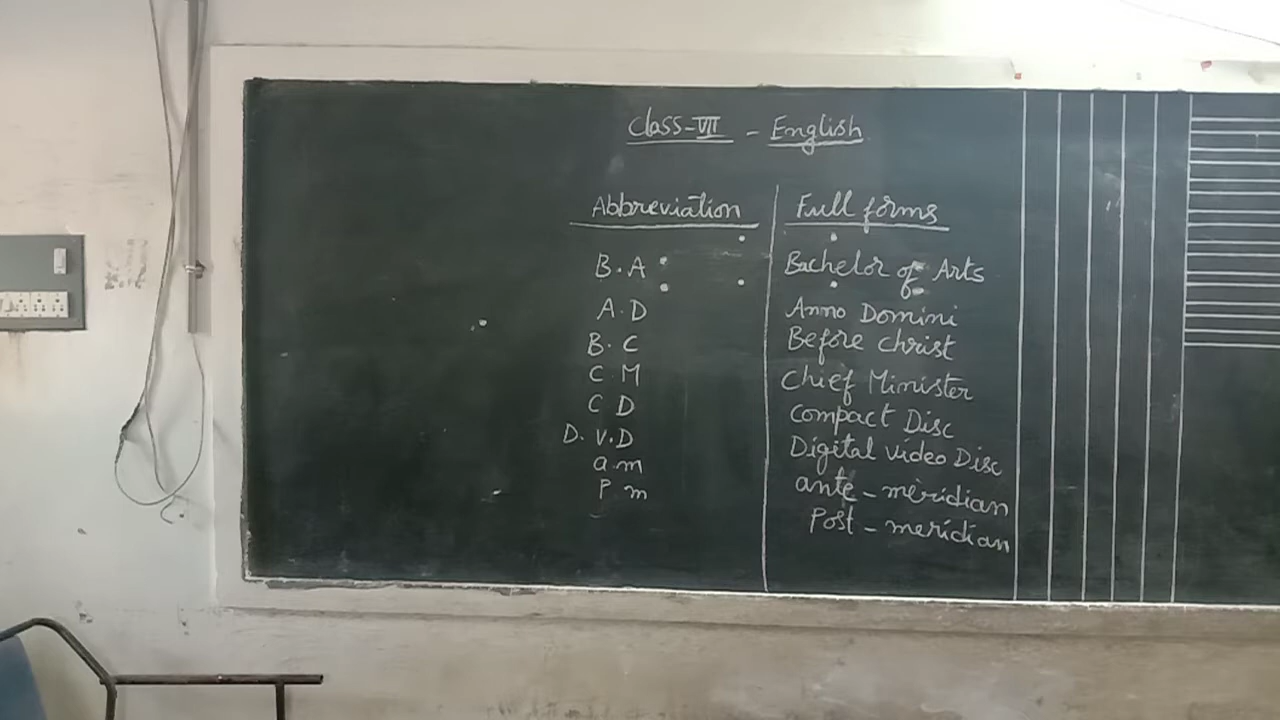 Class-VII - English
Abbreviation Full forms
B.A Bachelor of Arts
A.D Anno Domini
B.C Before Christ
C M Chief Minister
C D Compact Disc
D.V.D Digital Video Disc
a.m ante-meridian
P m Post-meridian